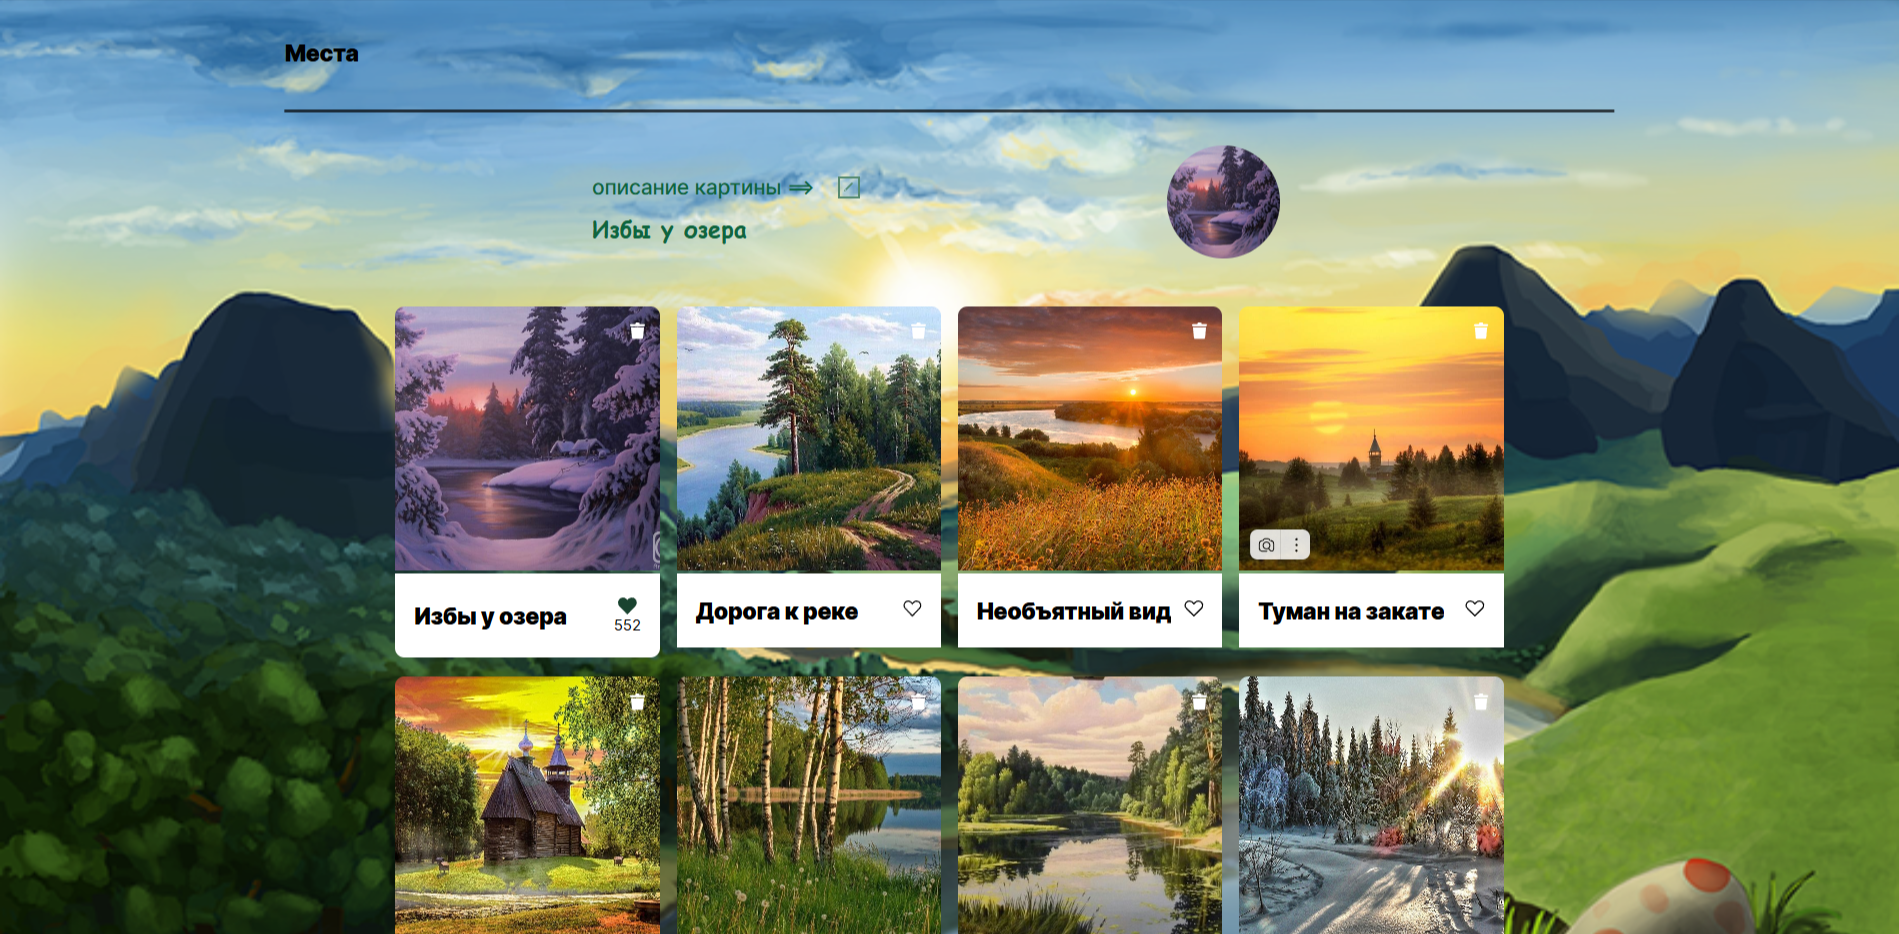 Места
описание картины ⇒
Избы у озера
Избы у озера
552
Дорога к реке
Необъятный вид
Туман на закате